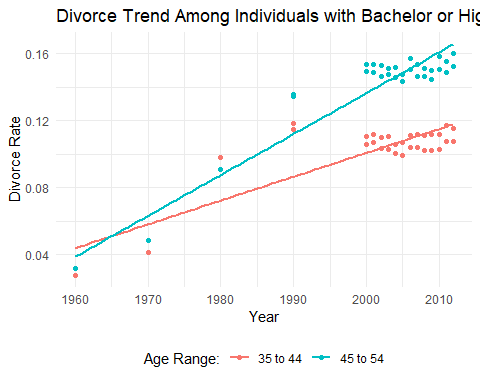 Divorce Trend Among Individuals with Bachelor or Hig
0.16
0.12
0.08
0.04
Divorce Rate
1960 1970 1980 1990 2000 2010
Year
Age Range: 35 to 44 45 to 54